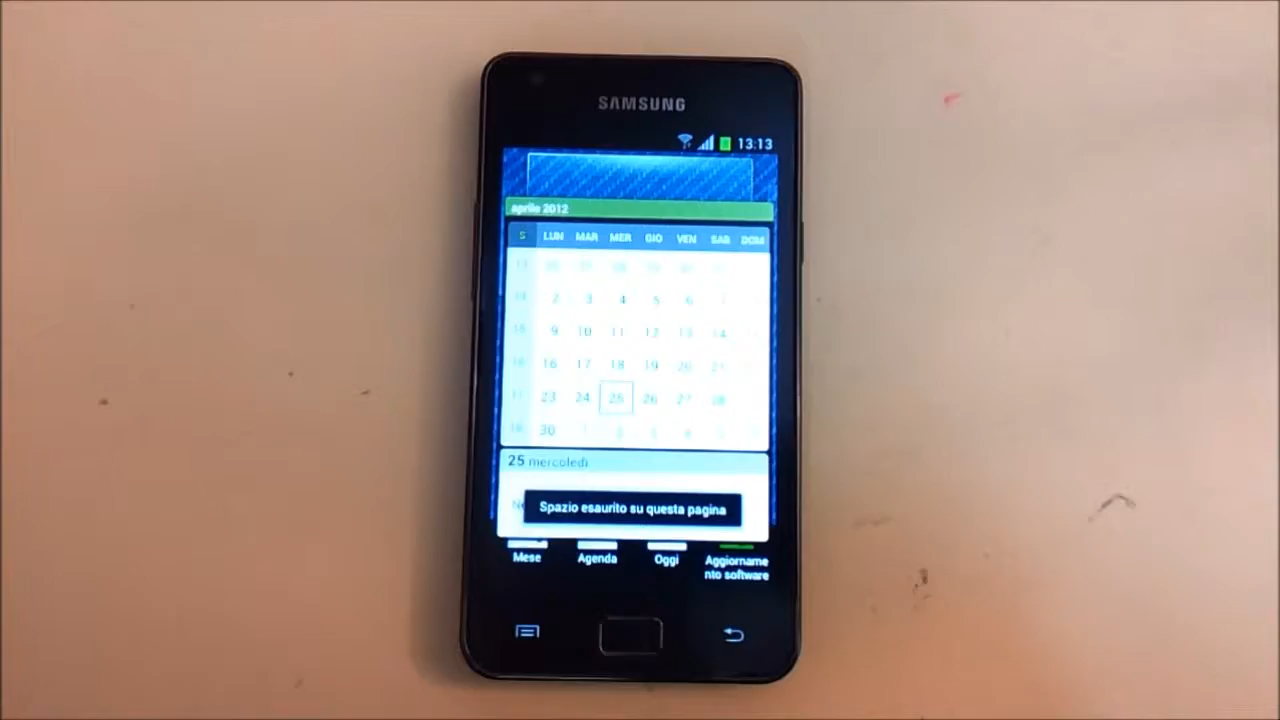 SAMSUNG
13:13
aprile 2012
S LUN MAR MER GIO VEN SAB DOM
2 3 4 5 6
9 10 11 12 13 14
16 17 18 19 20 21
23 24 25 26 27 28
30
25 mercoledì
Spazio esaurito su questa pagina
Mese Agenda Oggi Aggiorname
nto software